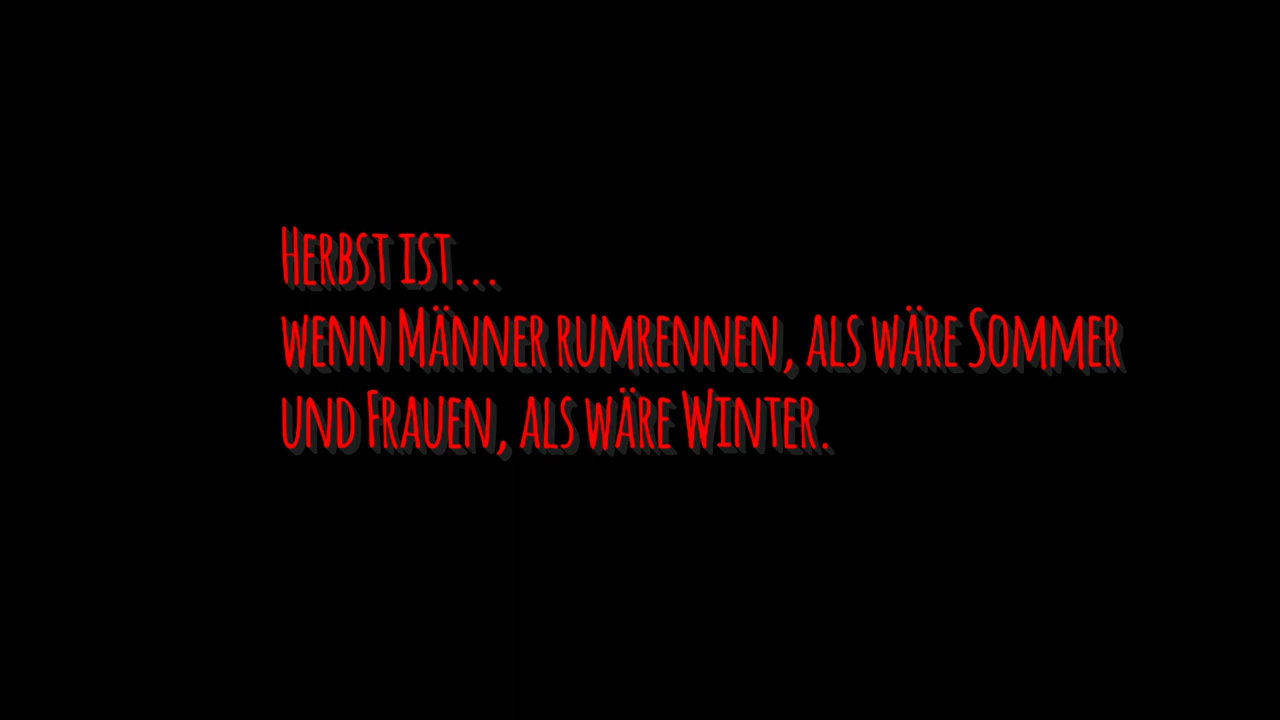 Herbst ist...
wenn Männer rumrennen, als wäre Sommer
und Frauen, als wäre Winter.